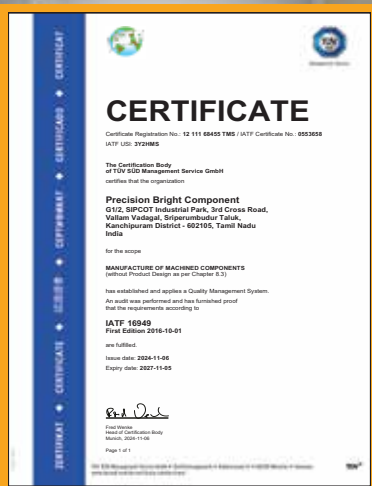 CERTIFICATE
Certificate Registration No.: 12 111 68455 TMS / IATF Certificate No.: 0553658
IATF USI: 3Y2HMS
The Certification Body
of TÜV SÜD Management Service GmbH
certifies that the organization
Precision Bright Component
G1/2, SIPCOT Industrial Park, 3rd Cross Road,
Vallam Vadagal, Sriperumbudur Taluk,
Kanchipuram District - 602105, Tamil Nadu
India
for the scope
MANUFACTURE OF MACHINED COMPONENTS
(without Product Design as per Chapter 8.3)
has established and applies a Quality Management System.
An audit was performed and has furnished proof
that the requirements according to
IATF 16949
First Edition 2016-10-01
are fulfilled.
Issue date: 2024-11-06
Expiry date: 2027-11-05
Fred Wenke
Head of Certification Body
Munich, 2024-11-06
Page 1 of 1
ZERTIFIKAT ◆ CERTIFICATE ◆
◆ СЕРТИФИКАТ ◆ CERTIFICADO ◆ CERTIFICAT
TÜV